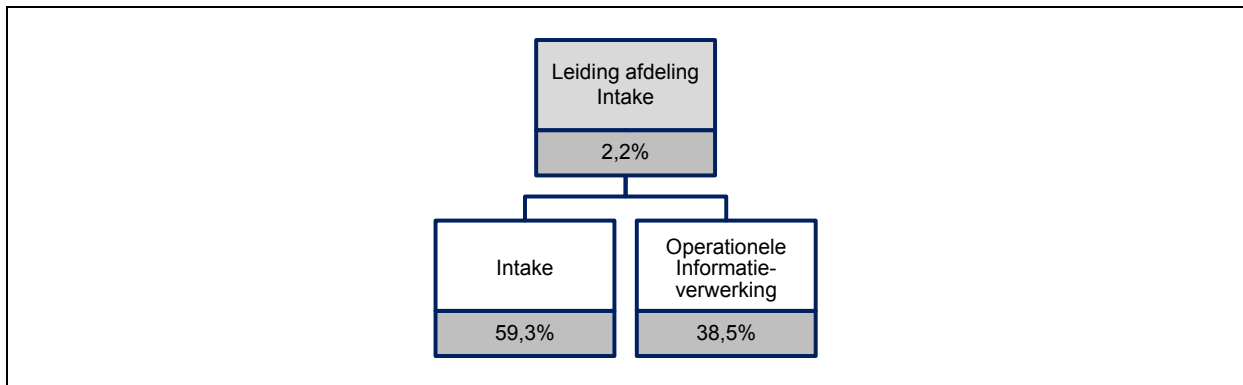 Leiding afdeling
Intake
2,2%
Intake
59,3%
Operationele
Informatie-
verwerking
38,5%